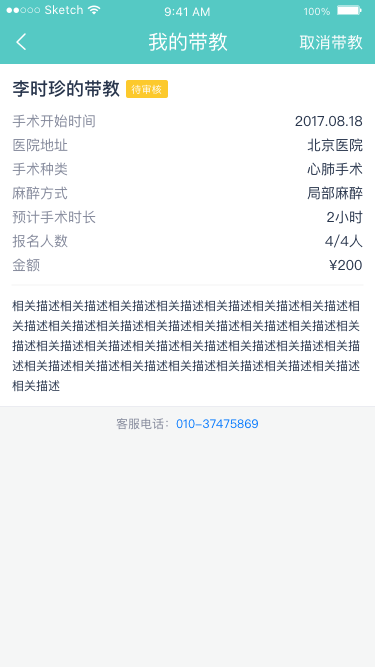 Sketch 9:41 AM 100%
我的带教 取消带教
李时珍的带教 待审核
手术开始时间 2017.08.18
医院地址 北京医院
手术种类 心肺手术
麻醉方式 局部麻醉
预计手术时长 2小时
报名人数 4/4人
金额 ¥200
相关描述相关描述相关描述相关描述相关描述相关描述相关描述相
关描述相关描述相关描述相关描述相关描述相关描述相关描述相关
描述相关描述相关描述相关描述相关描述相关描述相关描述相关描
述相关描述相关描述相关描述相关描述相关描述相关描述相关描述
相关描述
客服电话：010-37475869